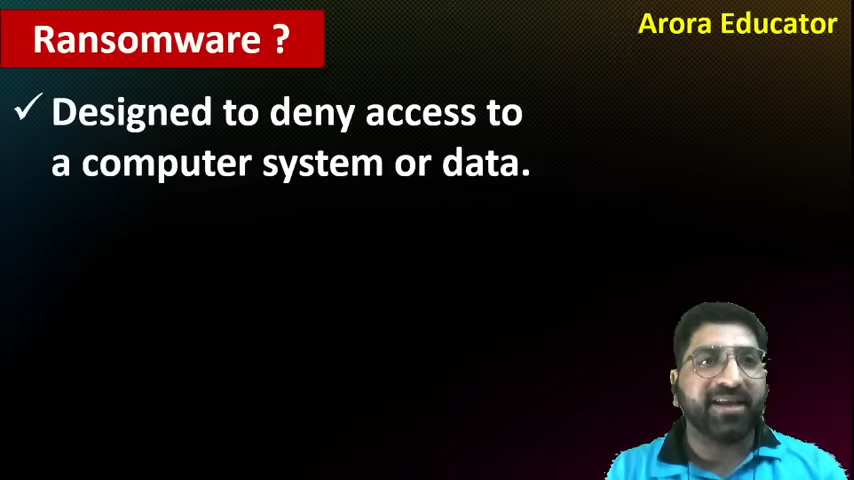 Ransomware ?
Arora Educator
✓ Designed to deny access to
a computer system or data.